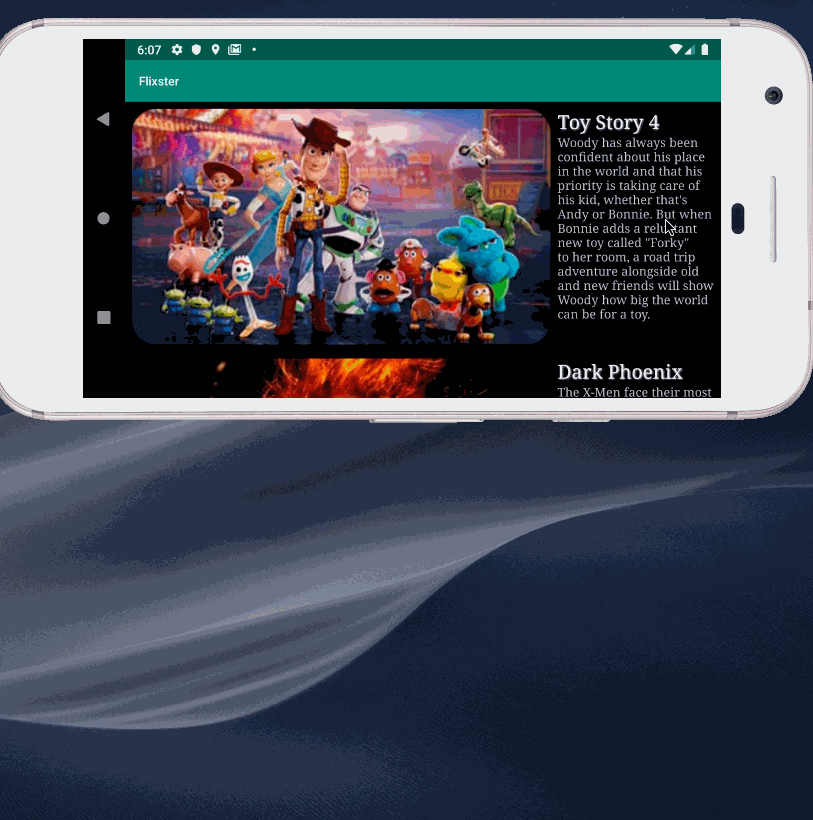 6:07
Flixster
Toy Story 4
Woody has always been
confident about his place
in the world and that his
priority is taking care of
his kid, whether that's
Andy or Bonnie. But when
Bonnie adds a reluctant
new toy called "Forky"
to her room, a road trip
adventure alongside old
and new friends will show
Woody how big the world
can be for a toy.
Dark Phoenix
The X-Men face their most